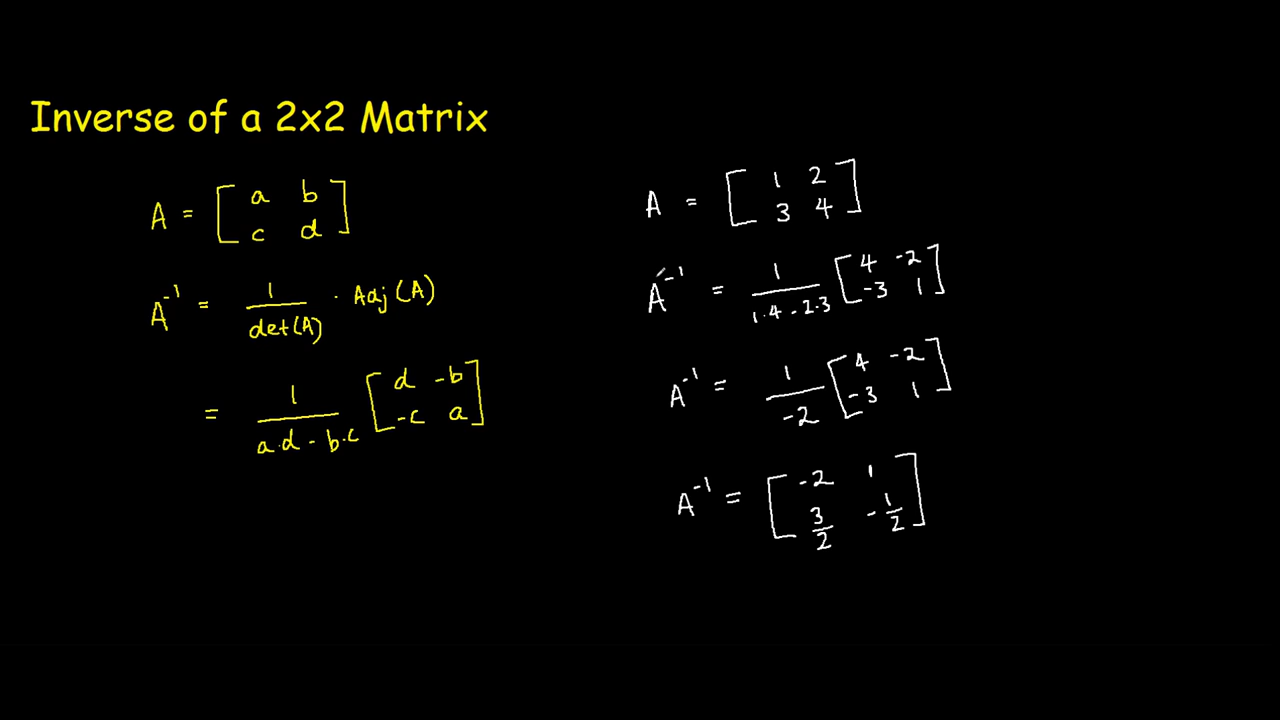 Inverse of a 2x2 Matrix
A = [ a b
c d ]
A⁻¹ = 1/det(A) · Adj(A)
= 1/(a·d - b·c) [ d -b
-c a ]
A = [ 1 2
3 4 ]
A⁻¹ = 1/(1·4 - 2·3) [ 4 -2
-3 1 ]
A⁻¹ = 1/-2 [ 4 -2
-3 1 ]
A⁻¹ = [ -2 1
3/2 -1/2 ]